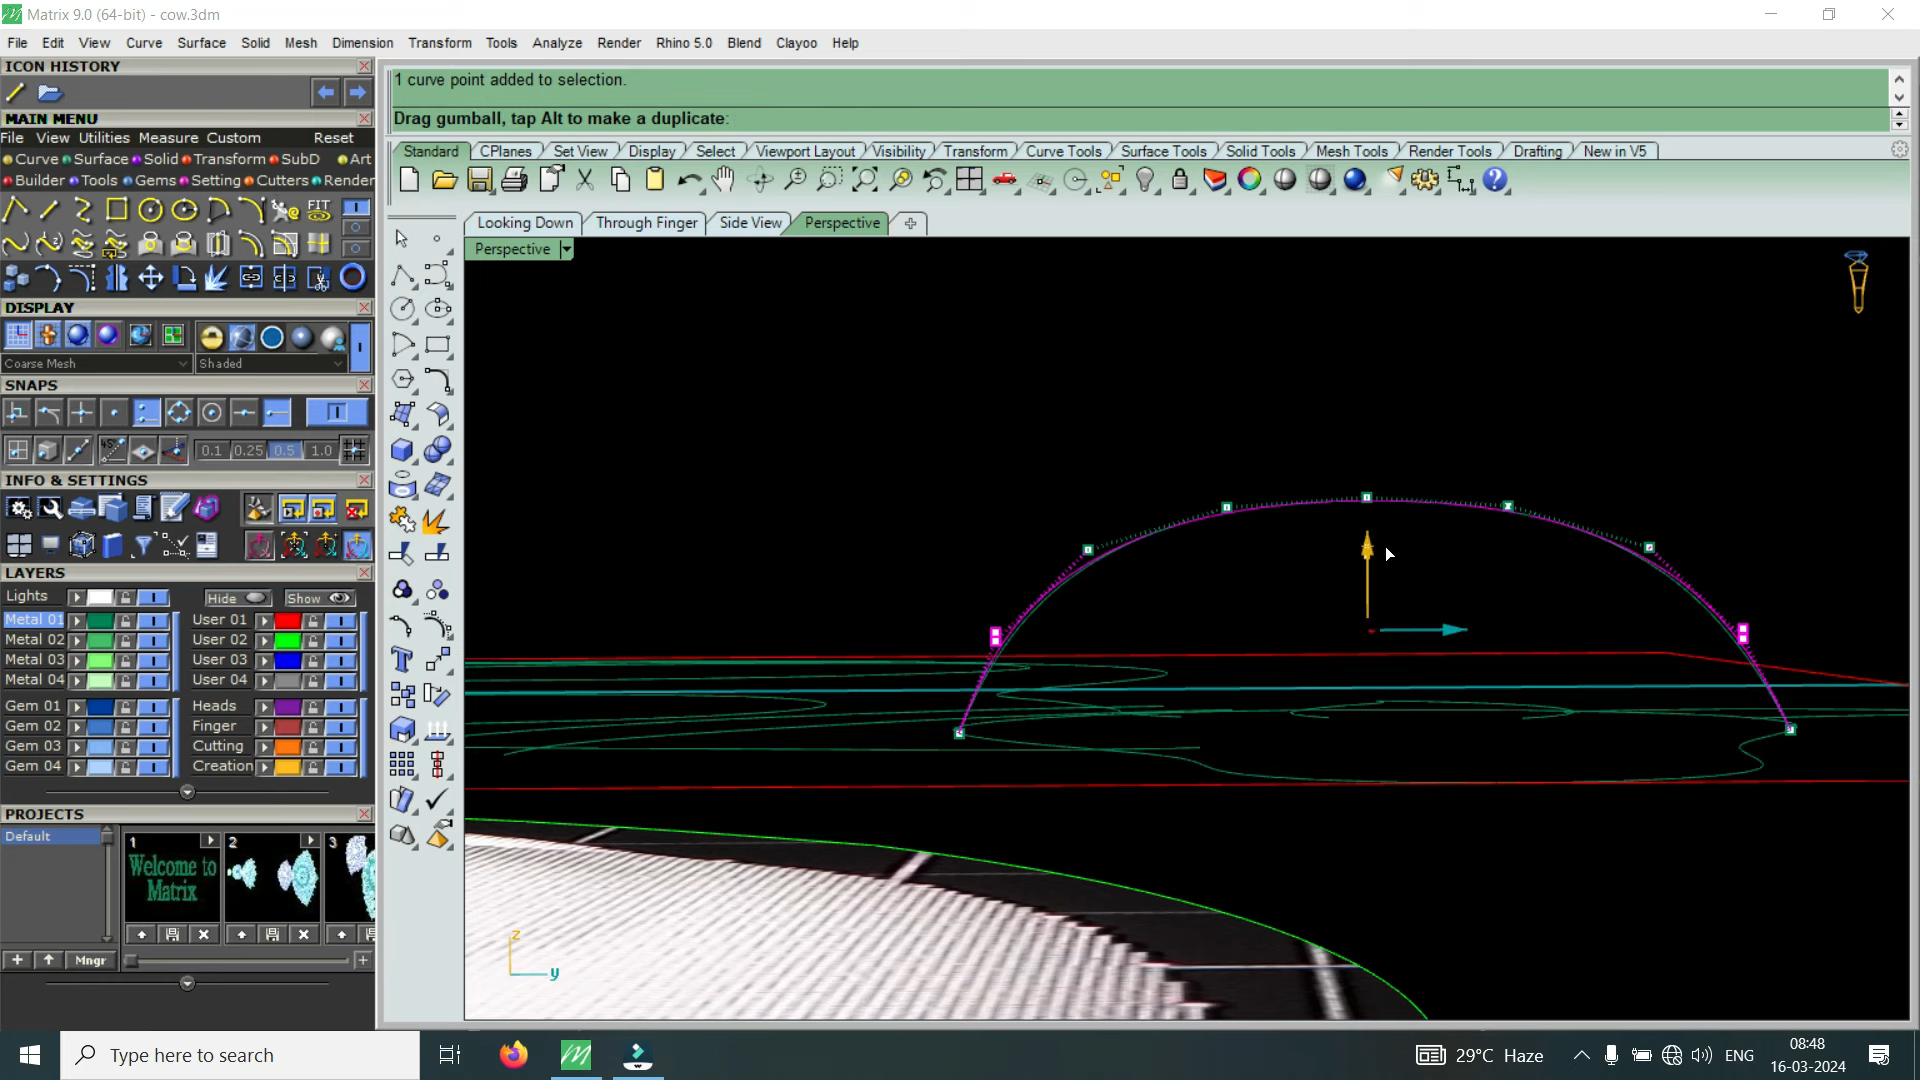 Matrix 9.0 (64-bit) - cow.3dm
File Edit View Curve Surface Solid Mesh Dimension Transform Tools Analyze Render Rhino 5.0 Blend Clayoo Help
ICON HISTORY
1 curve point added to selection.
Drag gumball, tap Alt to make a duplicate:
MAIN MENU
File View Utilities Measure Custom Reset
Curve Surface Solid Transform SubD Art
Builder Tools Gems Setting Cutters Render
FIT
Standard CPlanes Set View Display Select Viewport Layout Visibility Transform Curve Tools Surface Tools Solid Tools Mesh Tools Render Tools Drafting New in V5
Looking Down Through Finger Side View Perspective
Perspective
DISPLAY
Coarse Mesh Shaded
SNAPS
0.1 0.25 0.5 1.0
INFO & SETTINGS
LAYERS
Lights Hide Show
Metal 01 User 01
Metal 02 User 02
Metal 03 User 03
Metal 04 User 04
Gem 01 Heads
Gem 02 Finger
Gem 03 Cutting
Gem 04 Creation
PROJECTS
Default
1 2 3
Welcome to
Matrix
Mngr
z
y
Type here to search
29°C Haze
ENG
08:48
16-03-2024